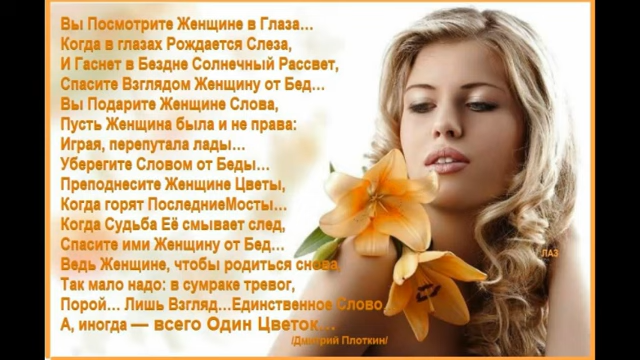 Вы Посмотрите Женщине в Глаза…
Когда в глазах Рождается Слеза,
И Гаснет в Бездне Солнечный Рассвет,
Спасите Взглядом Женщину от Бед…
Вы Подарите Женщине Слова,
Пусть Женщина была и не права:
Играя, перепутала лады…
Уберегите Словом от Беды…
Преподнесите Женщине Цветы,
Когда горят ПоследниеМосты…
Когда Судьба Её смывает след,
Спасите ими Женщину от Бед…
Ведь Женщине, чтобы родиться снова,
Так мало надо: в сумраке тревог,
Порой… Лишь Взгляд…Единственное Слово…
А, иногда — всего Один Цветок…
/Дмитрий Плоткин/
ЛАЗ